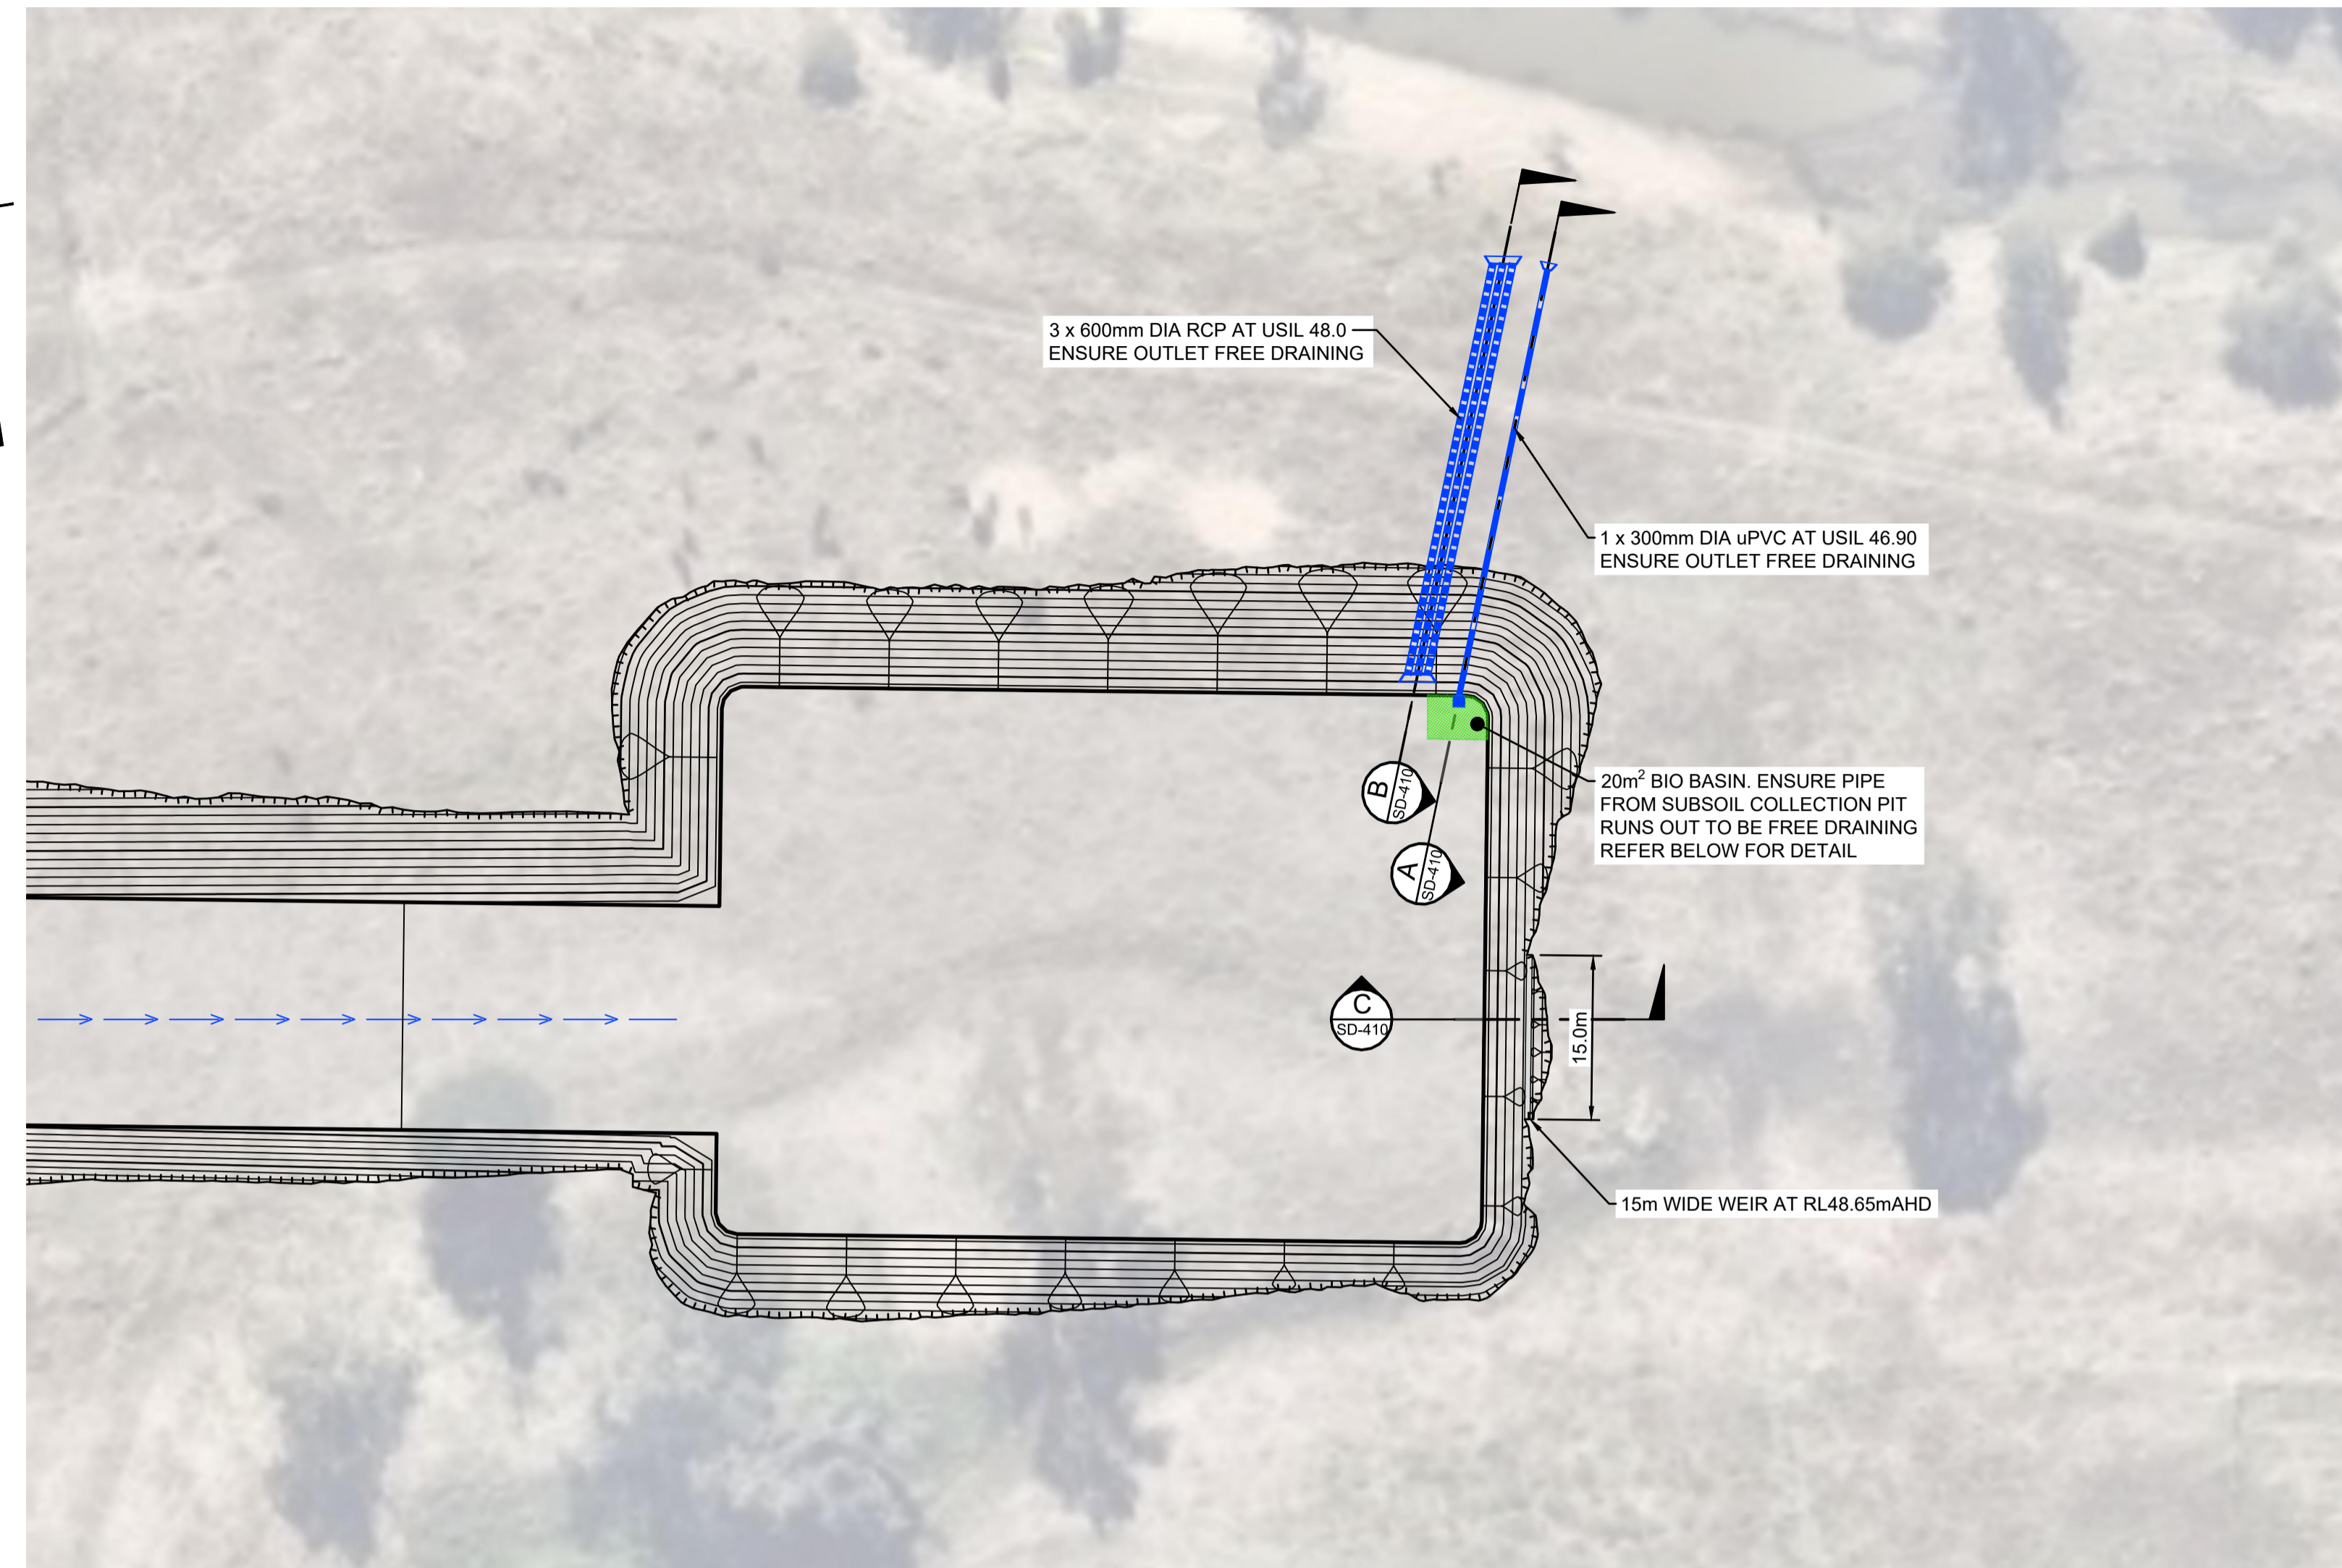 3 x 600mm DIA RCP AT USIL 48.0
ENSURE OUTLET FREE DRAINING
1 x 300mm DIA uPVC AT USIL 46.90
ENSURE OUTLET FREE DRAINING
B
SD-410
20m² BIO BASIN. ENSURE PIPE
FROM SUBSOIL COLLECTION PIT
RUNS OUT TO BE FREE DRAINING
REFER BELOW FOR DETAIL
A
SD-410
C
SD-410
15.0m
15m WIDE WEIR AT RL48.65mAHD